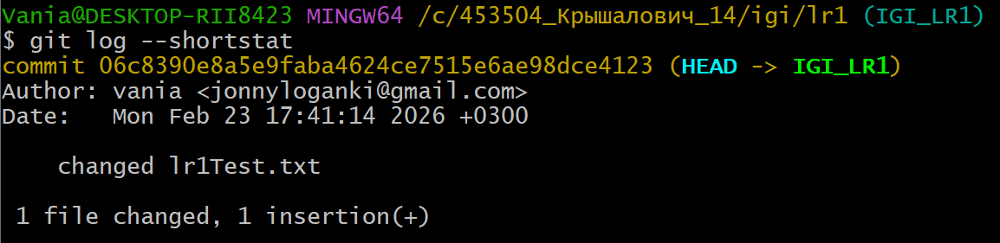 Vania@DESKTOP-RII8423 MINGW64 /c/453504_Крышалович_14/igi/lr1 (IGI_LR1)
$ git log --shortstat
commit 06c8390e8a5e9faba4624ce7515e6ae98dce4123 (HEAD -> IGI_LR1)
Author: vania <jonnyloganki@gmail.com>
Date:   Mon Feb 23 17:41:14 2026 +0300

    changed lr1Test.txt

 1 file changed, 1 insertion(+)